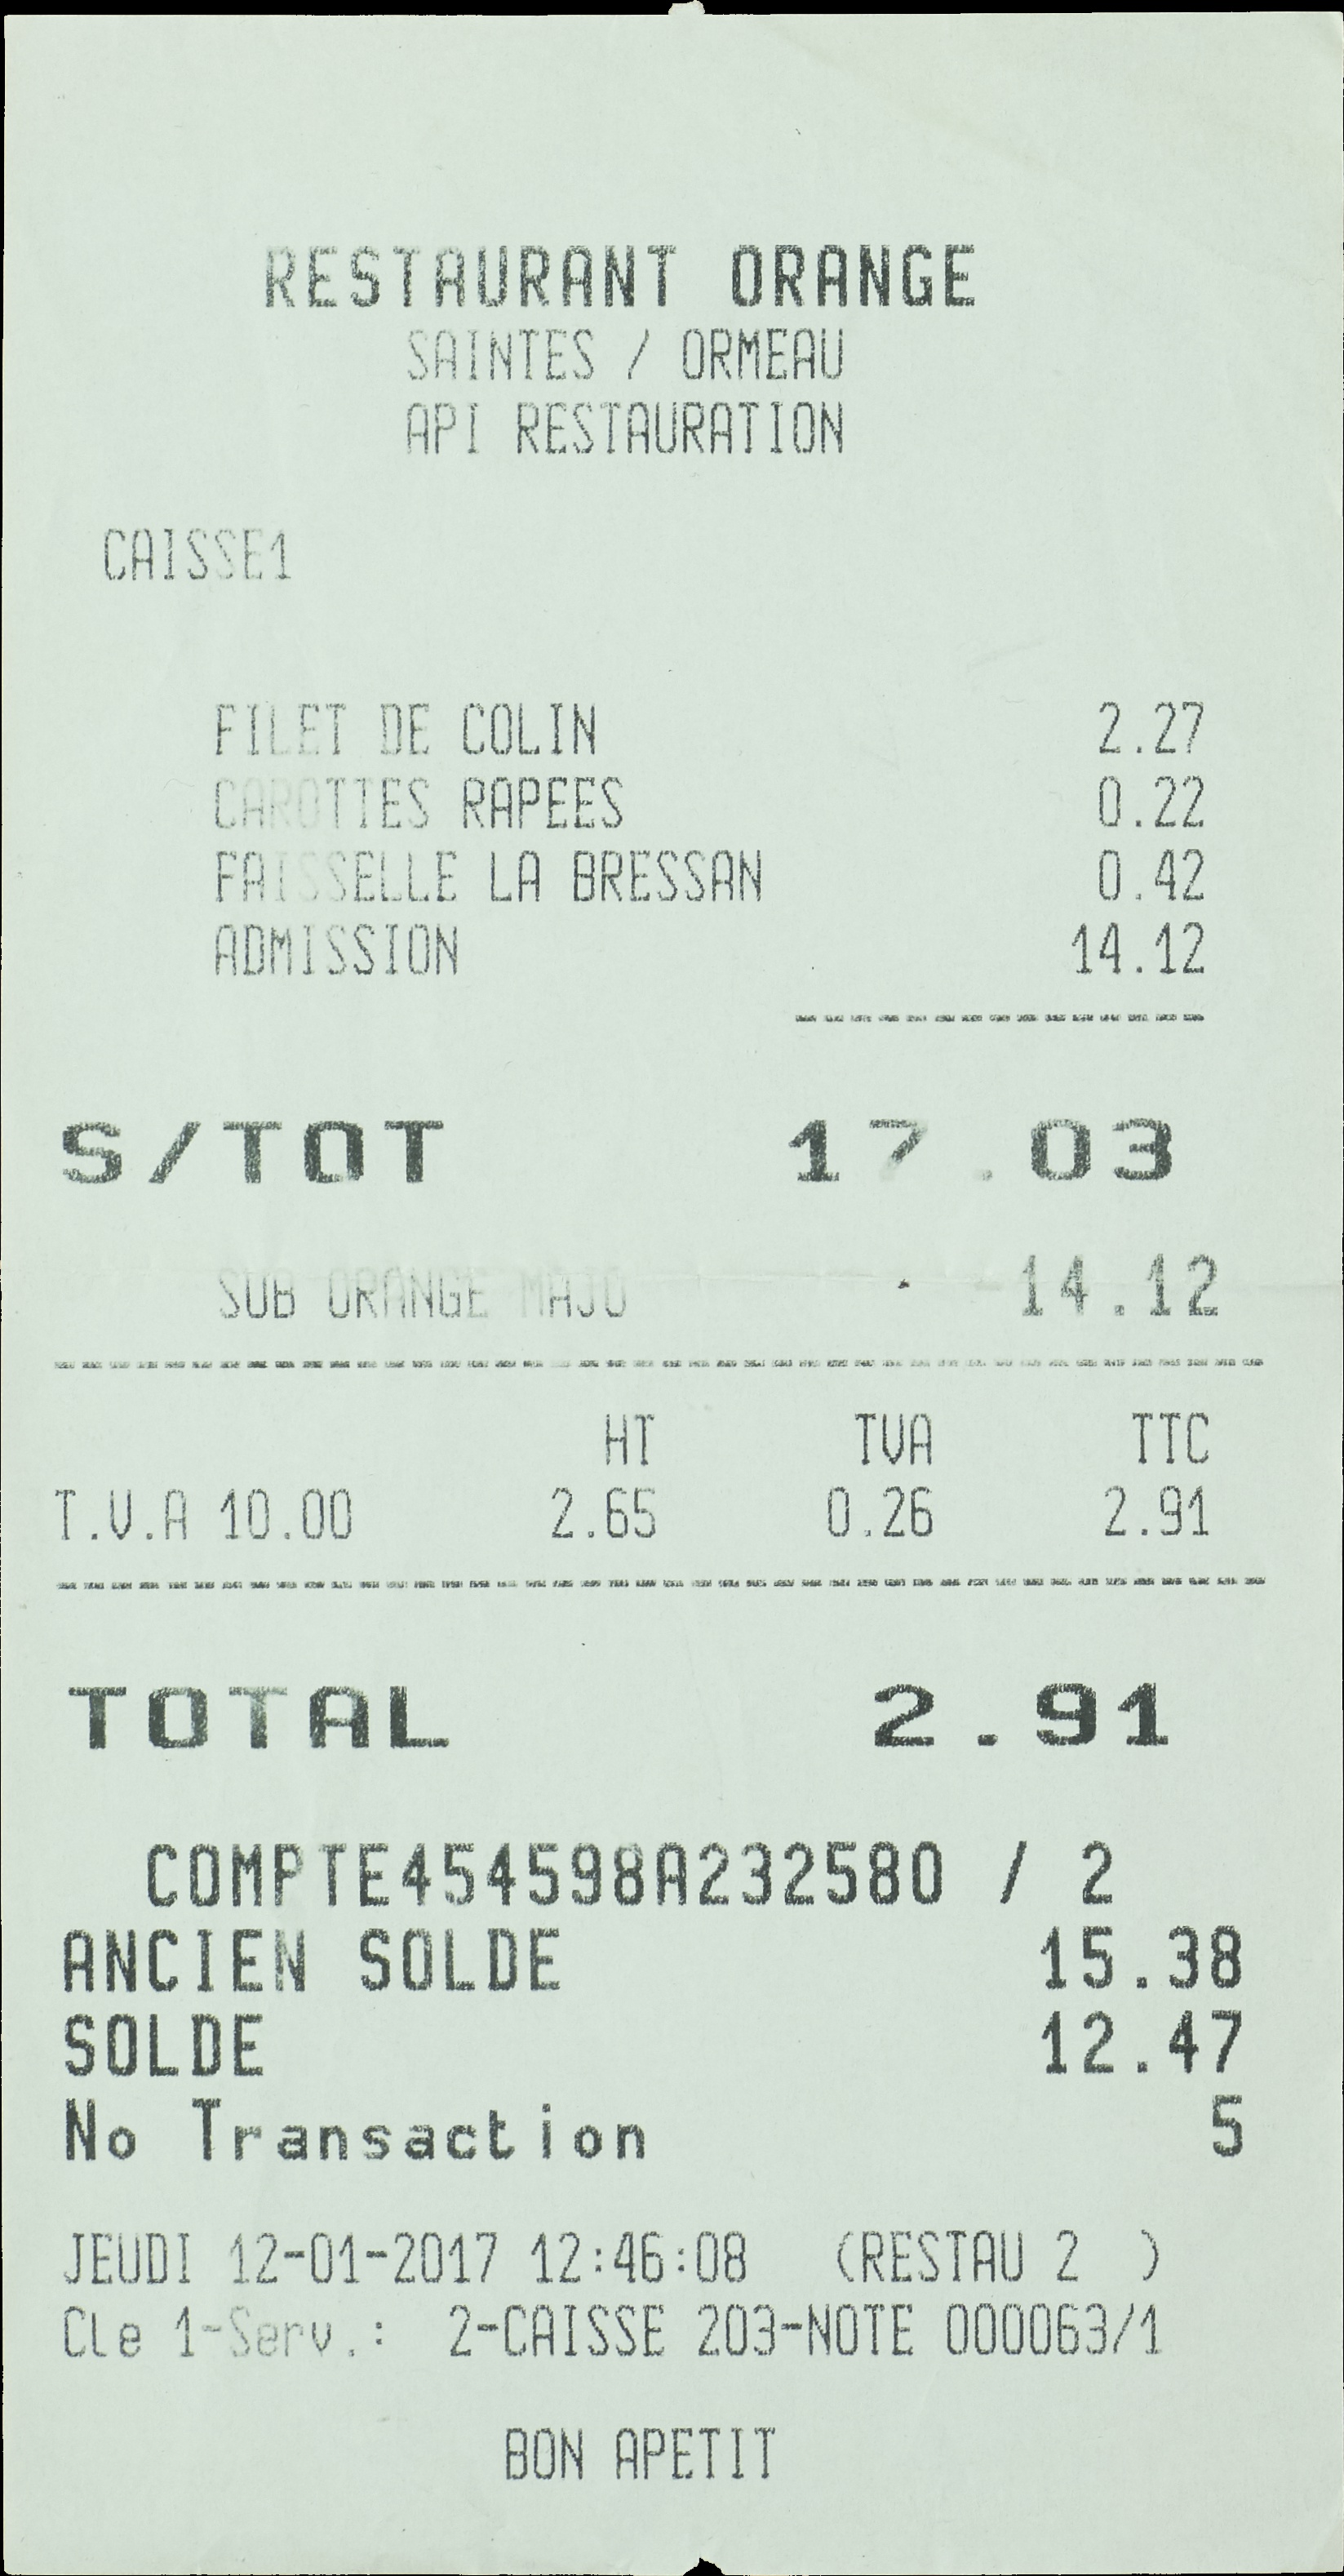 RESTAURANT ORANGE
SAINTES / ORMEAU
API RESTAURATION
CAISSE1
FILET DE COLIN 2.27
CAROTTES RAPEES 0.22
FAISSELLE LA BRESSAN 0.42
ADMISSION 14.12
S/TOT 17.03
SUB ORANGE MAJO -14.12
HT TVA TTC
T.V.A 10.00 2.65 0.26 2.91
TOTAL 2.91
COMPTE454598A232580 / 2
ANCIEN SOLDE 15.38
SOLDE 12.47
No Transaction 5
JEUDI 12-01-2017 12:46:08 (RESTAU 2 )
Cle 1-Serv.: 2-CAISSE 203-NOTE 000063/1
BON APETIT